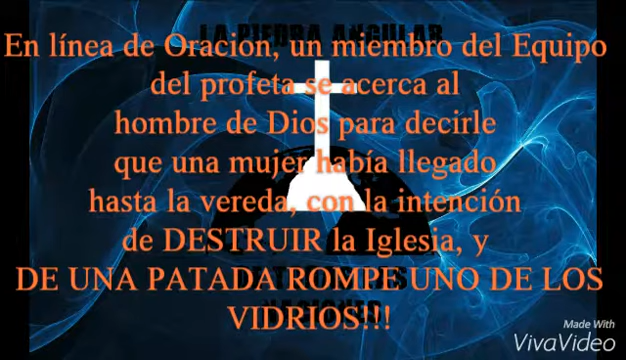 LA PIEDRA ANGULAR
En línea de Oracion, un miembro del Equipo
del profeta se acerca al
hombre de Dios para decirle
que una mujer había llegado
hasta la vereda, con la intención
de DESTRUIR la Iglesia, y
DE UNA PATADA ROMPE UNO DE LOS
VIDRIOS!!!
NACIONES
Made With
VivaVideo